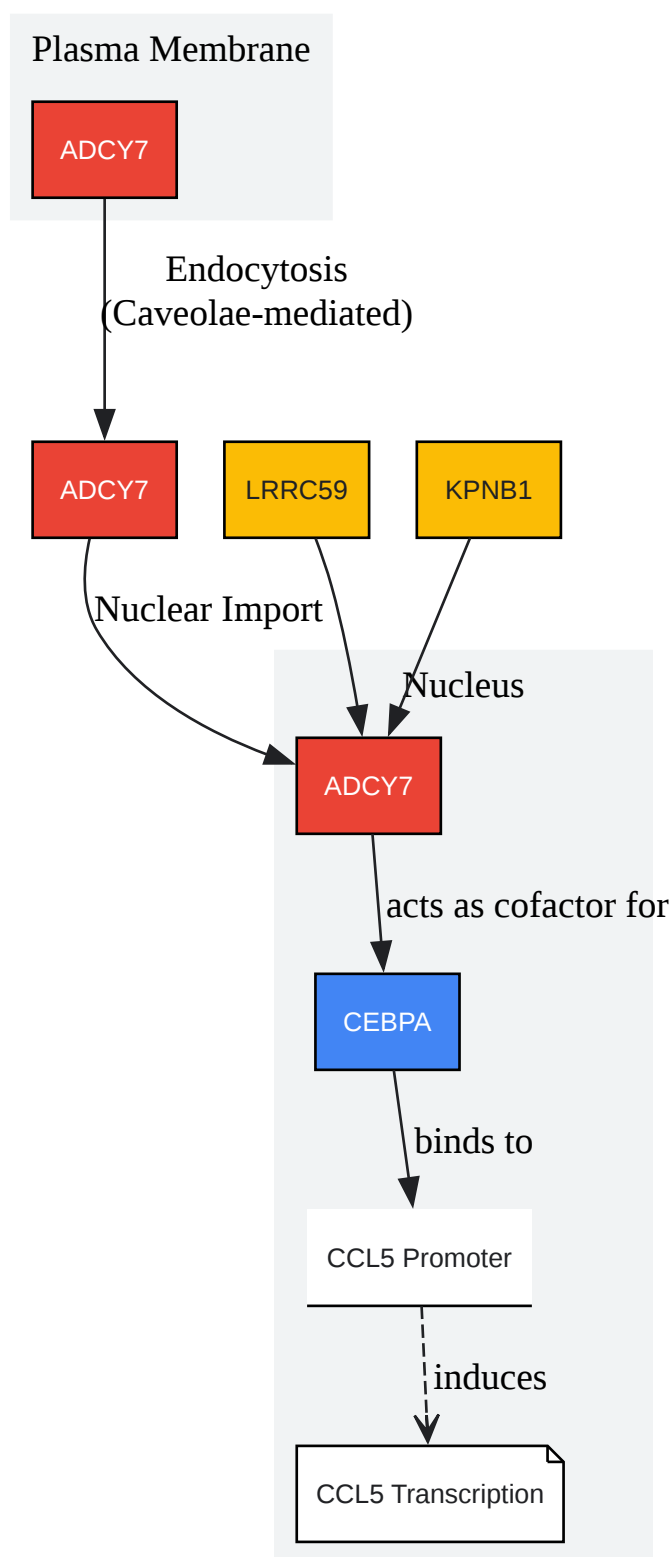 Plasma Membrane
ADCY7
Endocytosis
(Caveolae-mediated)
ADCY7
LRRC59
KPNB1
Nuclear Import
Nucleus
ADCY7
acts as cofactor for
CEBPA
binds to
CCL5 Promoter
induces
CCL5 Transcription